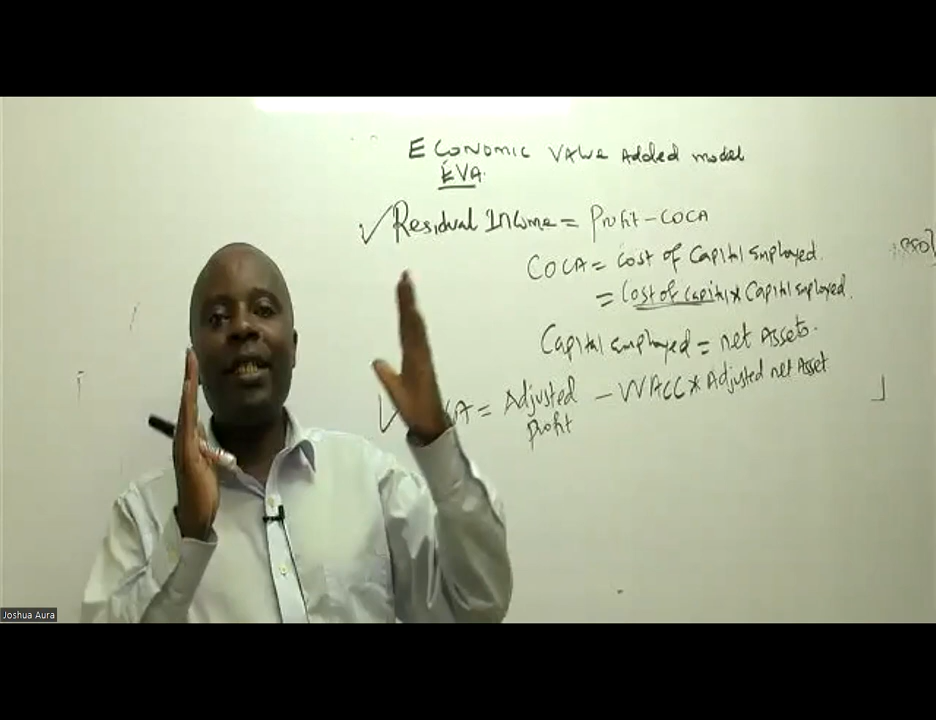 Economic Value Added model
EVA
✓ Residual Income = Profit - COCA
COCA = Cost of Capital Employed.
= Cost of Capital * Capital Employed.
Capital employed = net Assets.
= Adjusted Profit - WACC * Adjusted net Asset
Joshua Aura